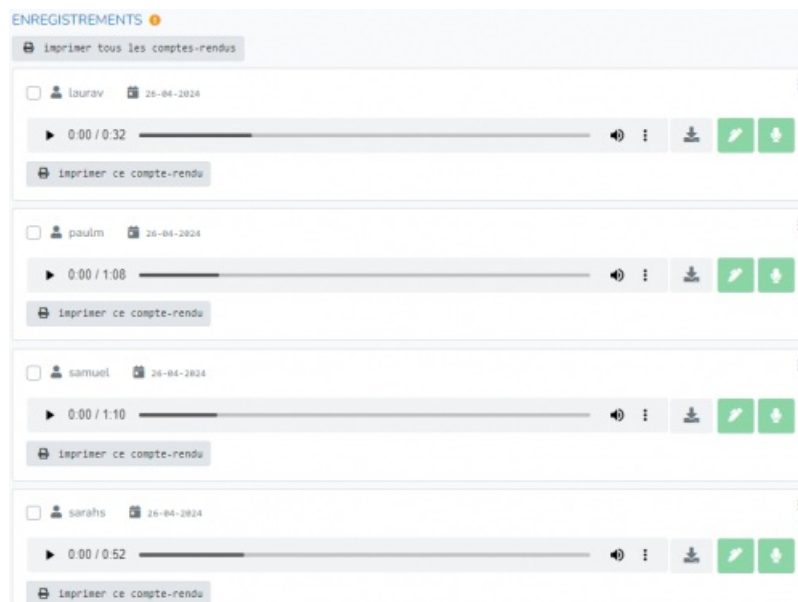 ENREGISTREMENTS
imprimer tous les comptes-rendus
laurav 26-04-2024
0:00 / 0:32
imprimer ce compte-rendu
paulm 26-04-2024
0:00 / 1:08
imprimer ce compte-rendu
samuel 26-04-2024
0:00 / 1:10
imprimer ce compte-rendu
sarahs 26-04-2024
0:00 / 0:52
imprimer ce compte-rendu